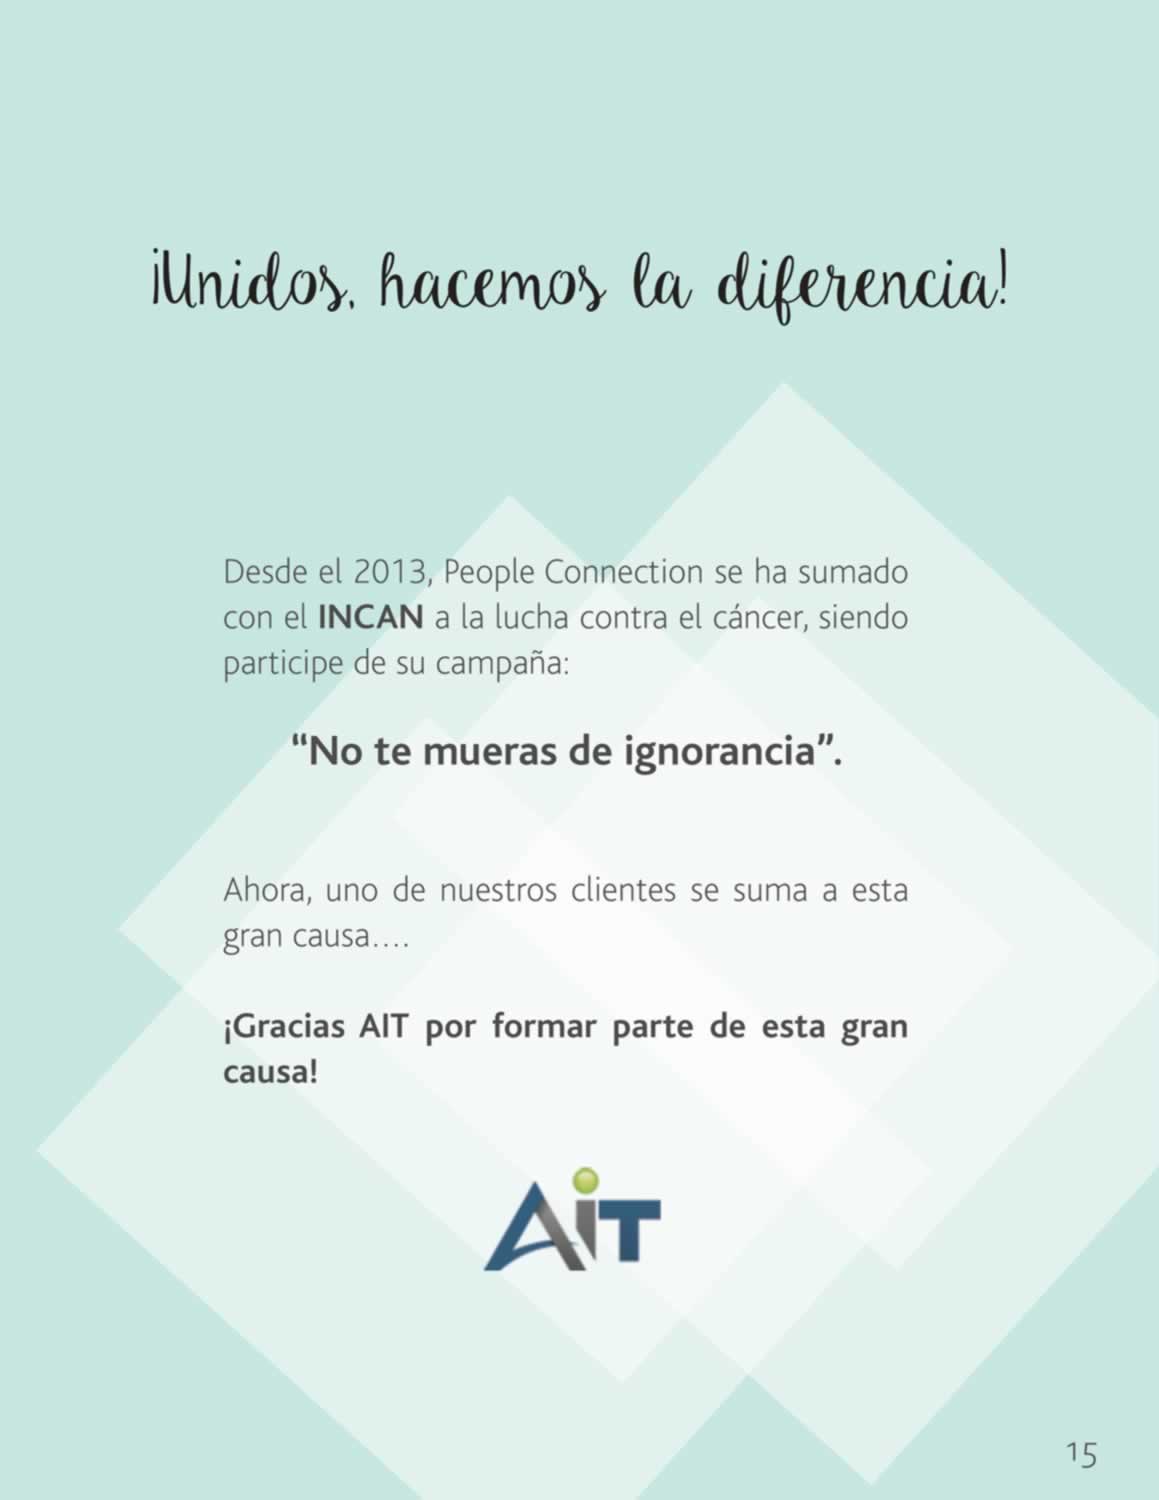 ¡Unidos, hacemos la diferencia!
Desde el 2013, People Connection se ha sumado
con el INCAN a la lucha contra el cáncer, siendo
participe de su campaña:
“No te mueras de ignorancia”.
Ahora, uno de nuestros clientes se suma a esta
gran causa....
¡Gracias AIT por formar parte de esta gran
causa!
AiT
15